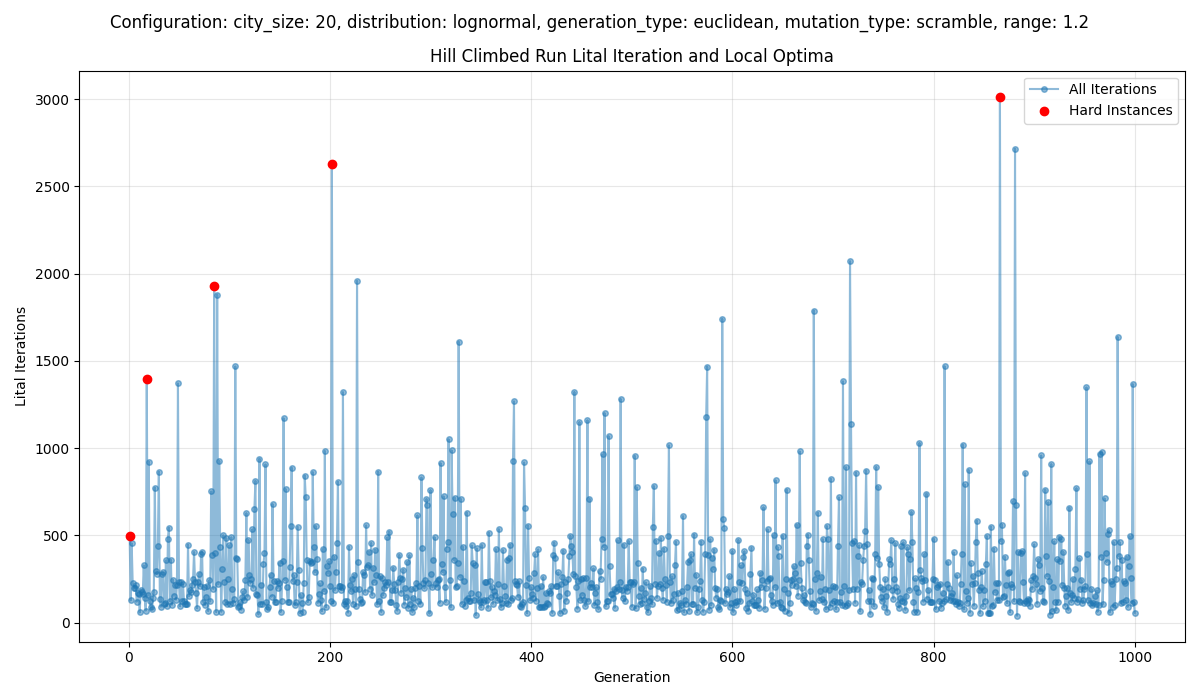 Configuration: city_size: 20, distribution: lognormal, generation_type: euclidean, mutation_type: scramble, range: 1.2
Hill Climbed Run Lital Iteration and Local Optima
All Iterations
Hard Instances
3000
2500
2000
1500
1000
500
0
Lital Iterations
0 200 400 600 800 1000
Generation